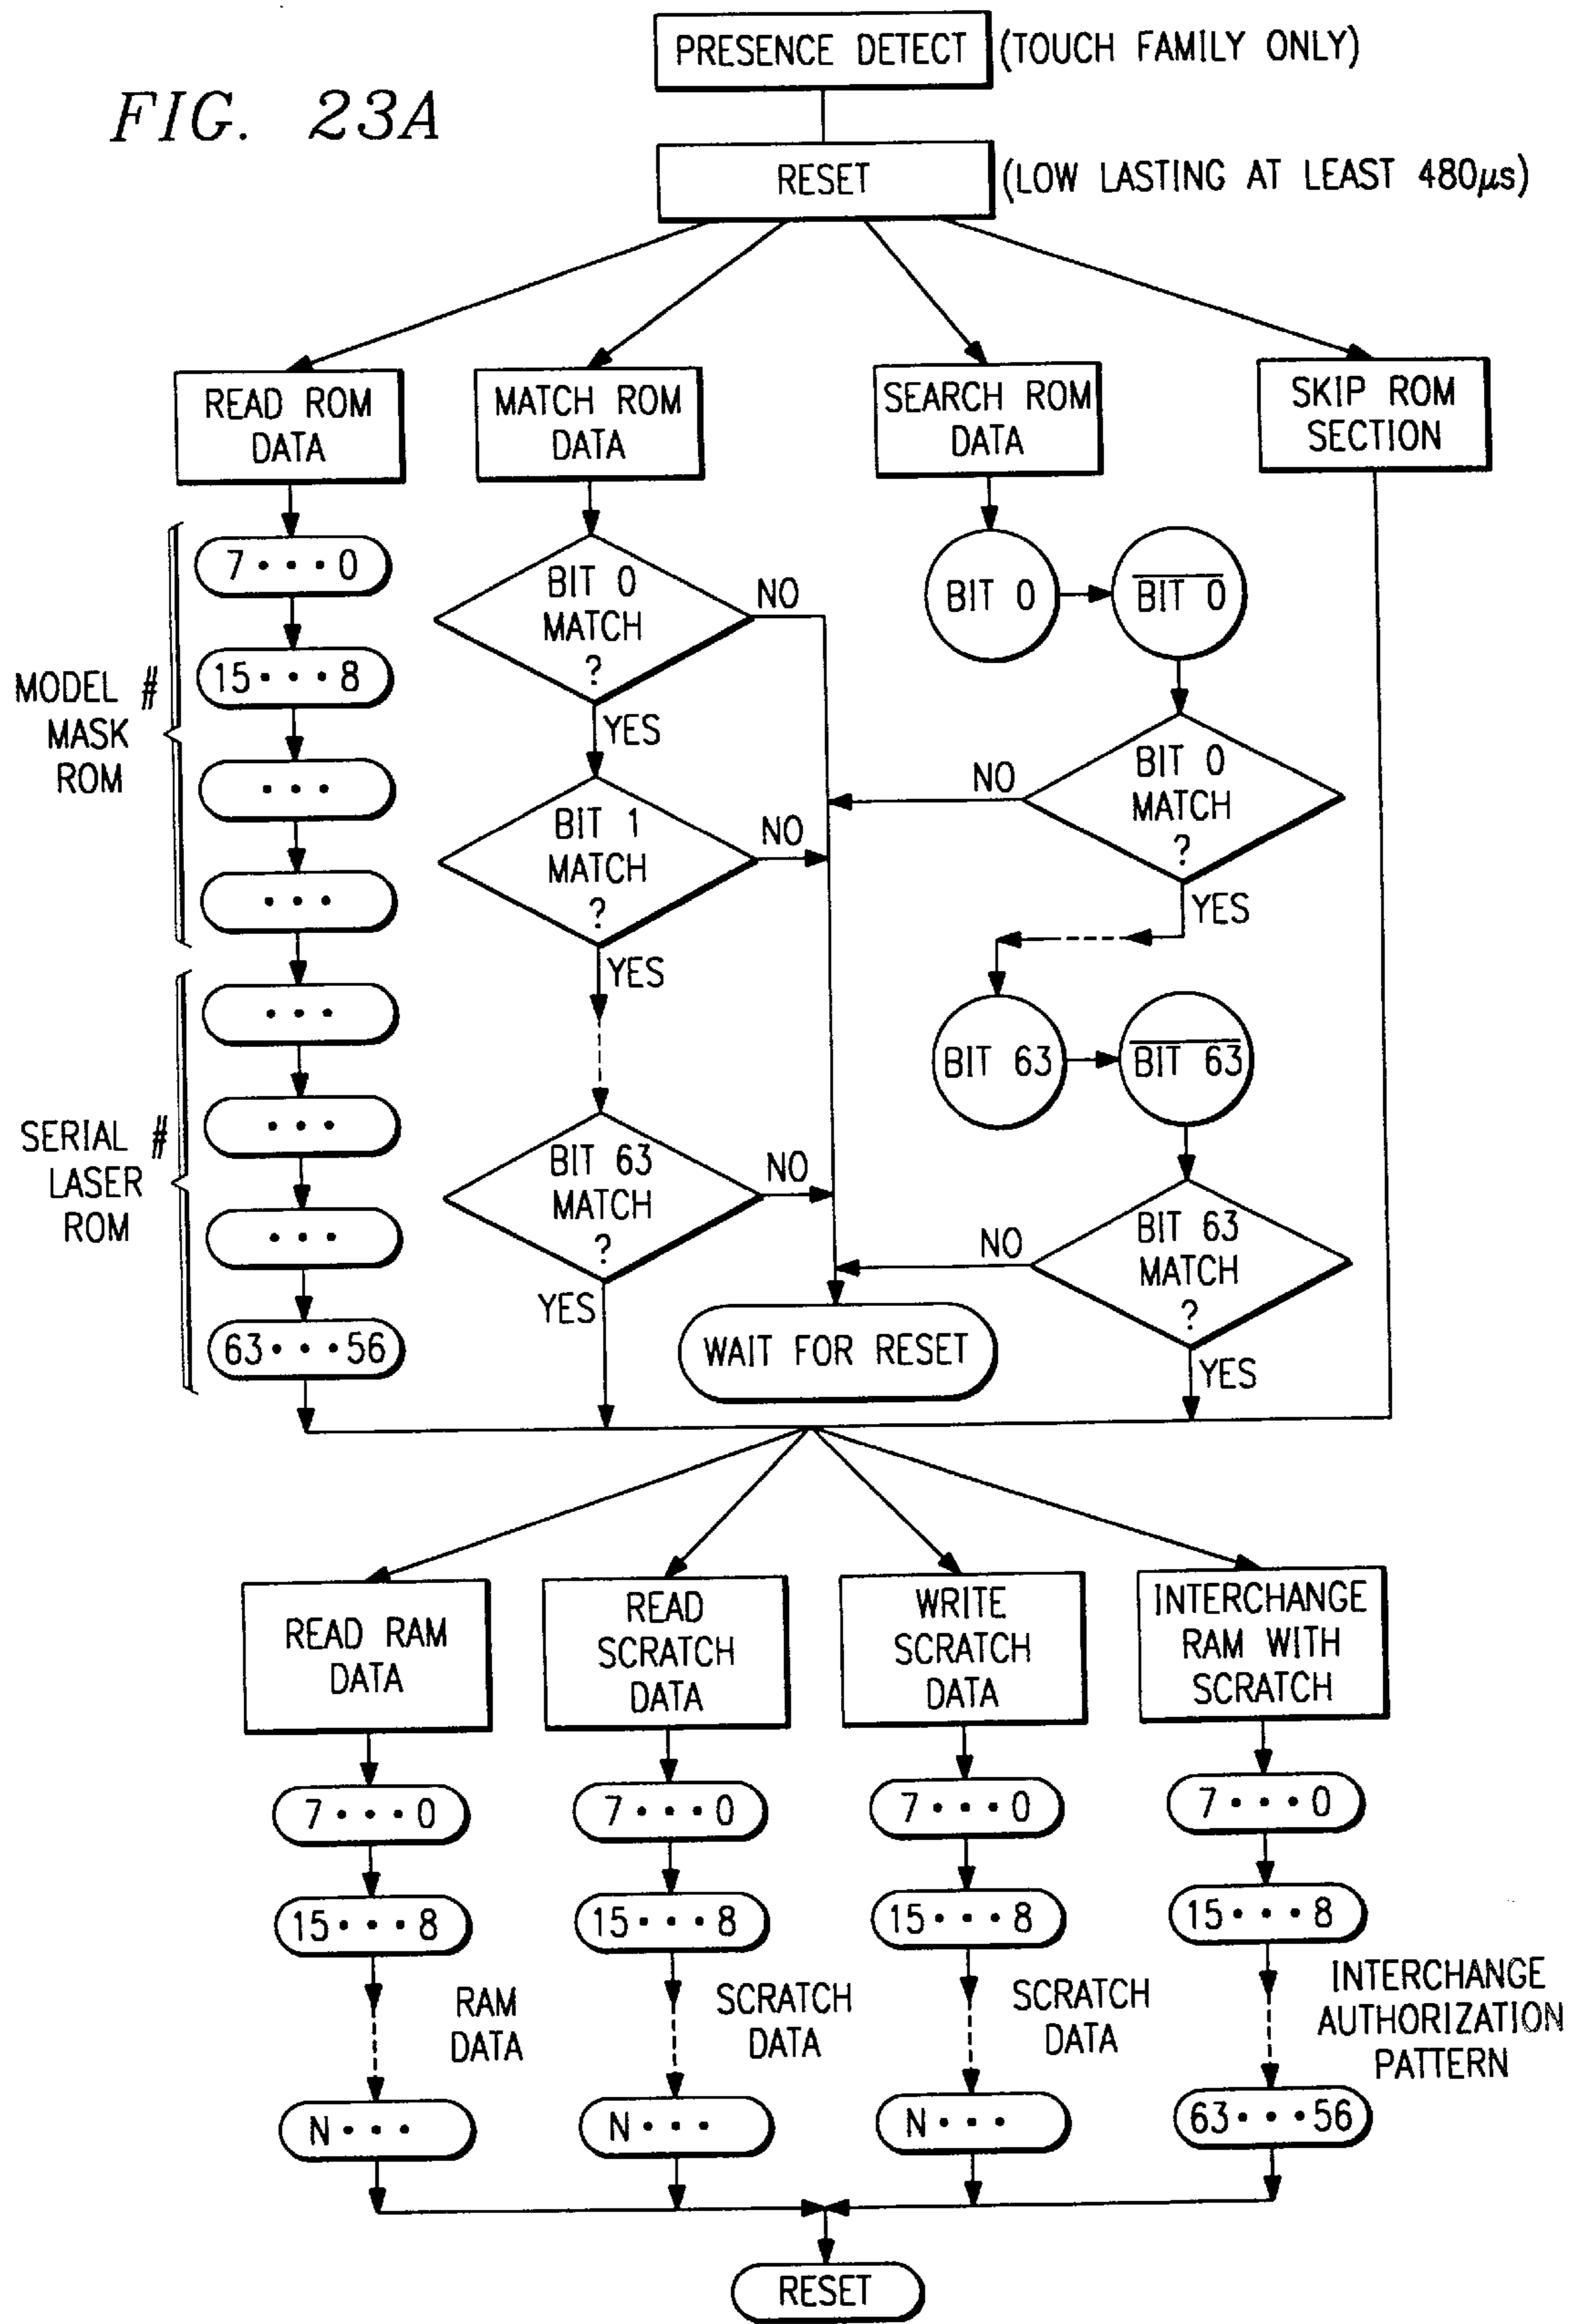 FIG. 23A
PRESENCE DETECT
(TOUCH FAMILY ONLY)
RESET
(LOW LASTING AT LEAST 480μs)
READ ROM
DATA
MATCH ROM
DATA
SEARCH ROM
DATA
SKIP ROM
SECTION
MODEL #
MASK
ROM
7 • • • 0
15 • • • 8
• • •
• • •
SERIAL #
LASER
ROM
• • •
• • •
• • •
63 • • • 56
BIT 0
MATCH
?
NO
YES
BIT 1
MATCH
?
NO
YES
BIT 63
MATCH
?
NO
YES
BIT 0
B̅I̅T̅ ̅0̅
BIT 0
MATCH
?
NO
YES
BIT 63
B̅I̅T̅ ̅6̅3̅
BIT 63
MATCH
?
NO
YES
WAIT FOR RESET
READ RAM
DATA
7 • • • 0
15 • • • 8
RAM
DATA
N • • •
READ
SCRATCH
DATA
7 • • • 0
15 • • • 8
SCRATCH
DATA
N • • •
WRITE
SCRATCH
DATA
7 • • • 0
15 • • • 8
SCRATCH
DATA
N • • •
INTERCHANGE
RAM WITH
SCRATCH
7 • • • 0
15 • • • 8
INTERCHANGE
AUTHORIZATION
PATTERN
63 • • • 56
RESET